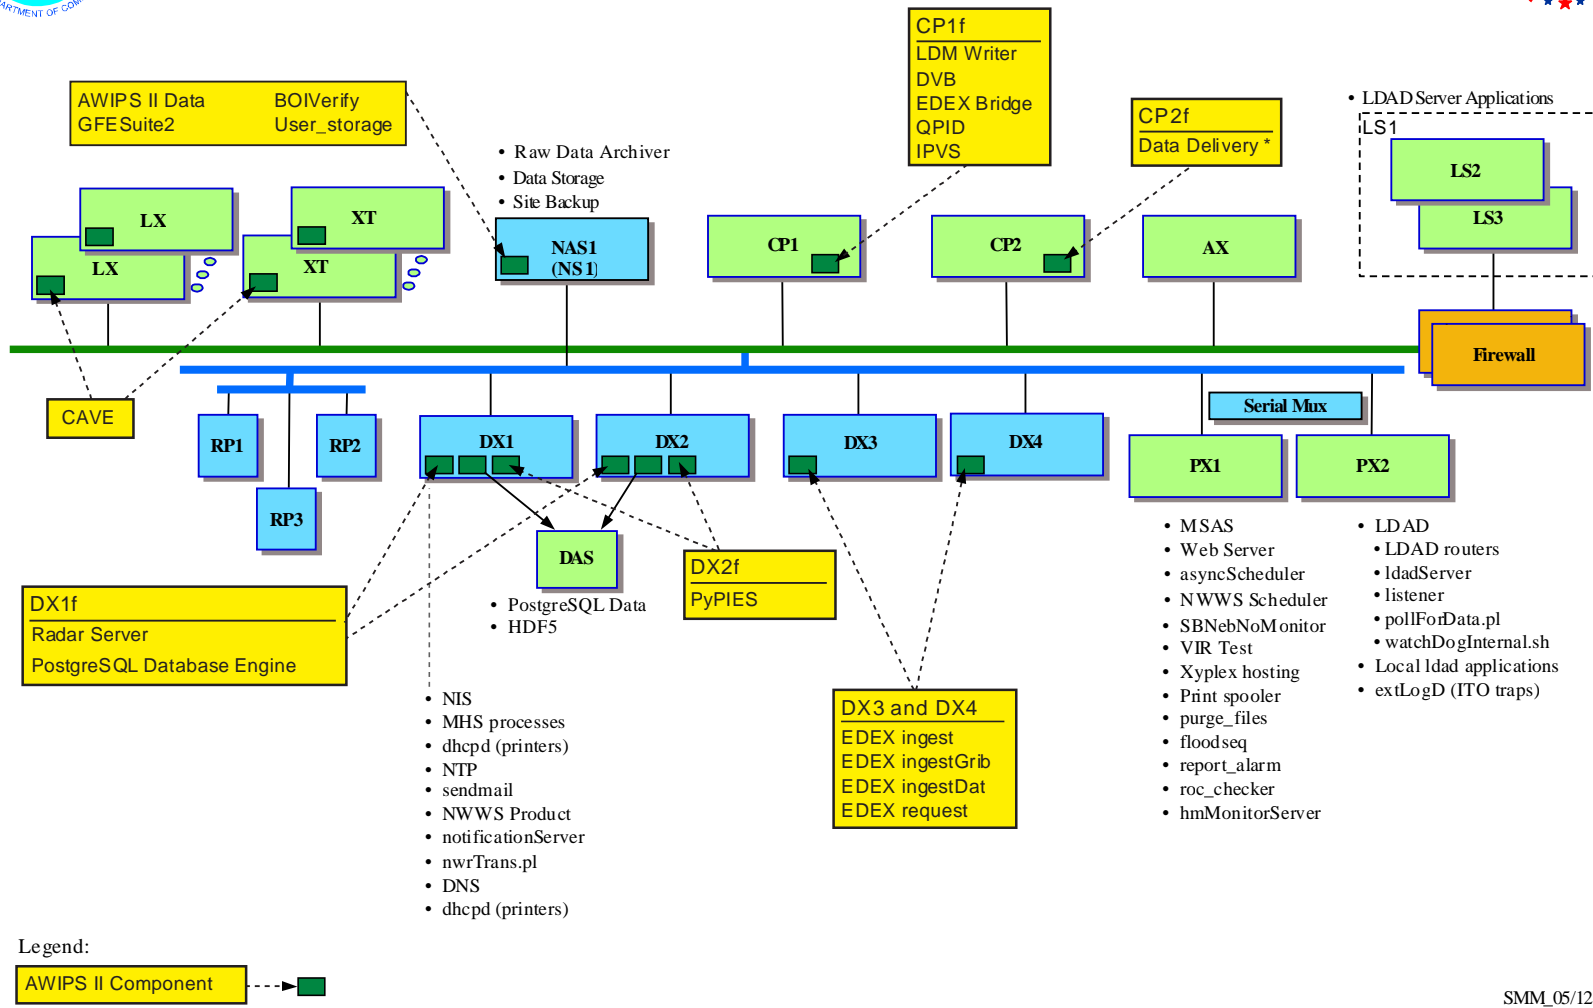 ARTMENT OF COM
CP1f
LDM Writer
DVB
EDEX Bridge
QPID
IPVS
AWIPS II Data BOIVerify
GFESuite2 User_storage
CP2f
Data Delivery *
• LDAD Server Applications
LS1
LS2
LS3
• Raw Data Archiver
• Data Storage
• Site Backup
LX
LX
XT
XT
NAS1
(NS1)
CP1
CP2
AX
Firewall
CAVE
RP1
RP2
RP3
DX1
DX2
DX3
DX4
Serial Mux
PX1
PX2
DAS
• PostgreSQL Data
• HDF5
DX2f
PyPIES
DX1f
Radar Server
PostgreSQL Database Engine
• NIS
• MHS processes
• dhcpd (printers)
• NTP
• sendmail
• NWWS Product
• notificationServer
• nwrTrans.pl
• DNS
• dhcpd (printers)
DX3 and DX4
EDEX ingest
EDEX ingestGrib
EDEX ingestDat
EDEX request
• MSAS
• Web Server
• asyncScheduler
• NWWS Scheduler
• SBNebNoMonitor
• VIR Test
• Xyplex hosting
• Print spooler
• purge_files
• floodseq
• report_alarm
• roc_checker
• hmMonitorServer
• LDAD
• LDAD routers
• ldadServer
• listener
• pollForData.pl
• watchDogInternal.sh
• Local ldad applications
• extLogD (ITO traps)
Legend:
AWIPS II Component
SMM_05/12